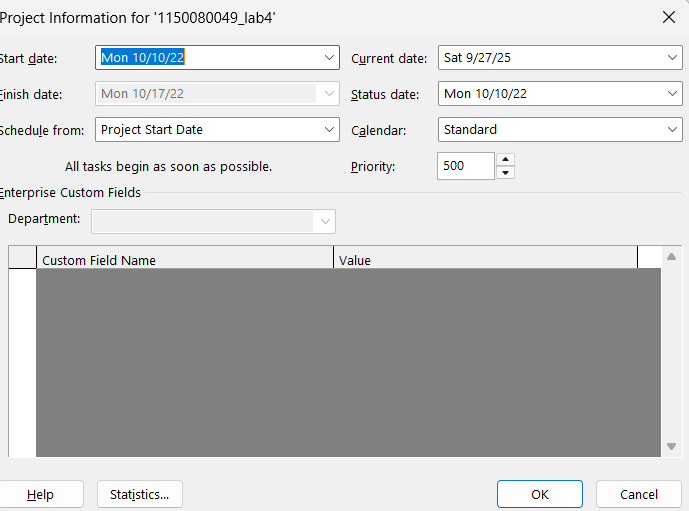 Project Information for '1150080049_lab4'
Start date: Mon 10/10/22 Current date: Sat 9/27/25
Finish date: Mon 10/17/22 Status date: Mon 10/10/22
Schedule from: Project Start Date Calendar: Standard
All tasks begin as soon as possible. Priority: 500
Enterprise Custom Fields
Department:
Custom Field Name Value
Help Statistics... OK Cancel